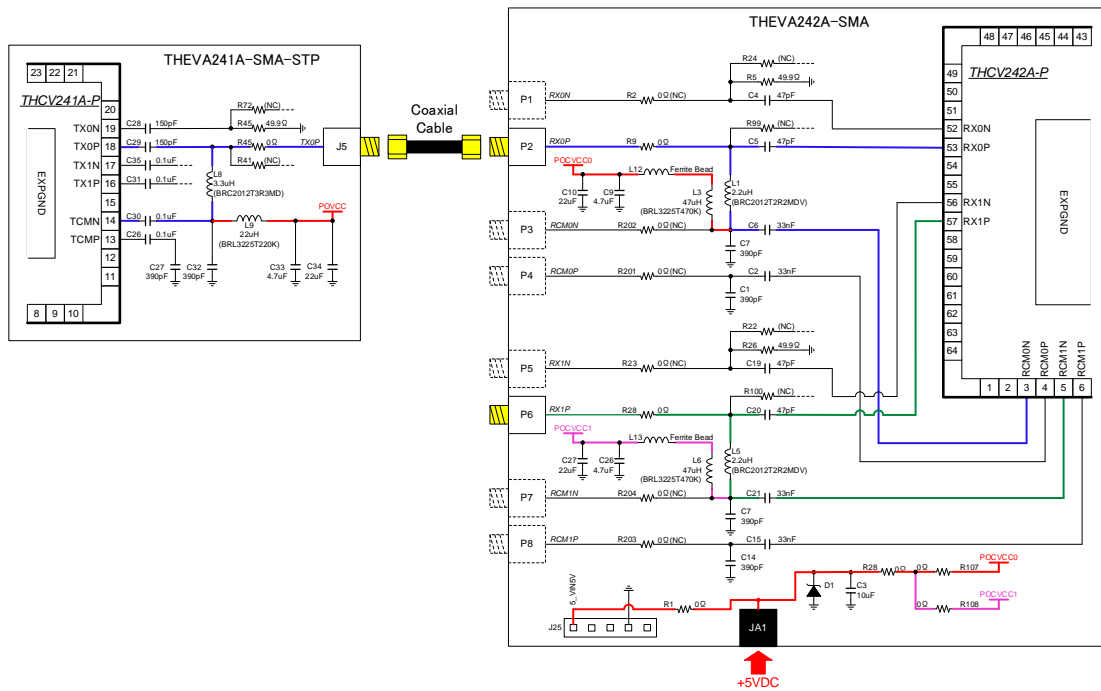 THEVA241A-SMA-STP
23 22 21
THCV241A-P
20
19
18
17
16
15
14
13
12
11
8 9 10
EXPGND
TX0N
TX0P
TX1N
TX1P
TCMN
TCMP
C28 150pF
C29 150pF
C35 0.1uF
C31 0.1uF
C30 0.1uF
C26 0.1uF
R72 (NC)
R45 49.9Ω
R45 0Ω
R41 (NC)
TX0P
J5
L8
3.3uH
(BRC2012T3R3MD)
L9
22uH
(BRL3225T220K)
POVCC
C27
390pF
C32
390pF
C33
4.7uF
C34
22uF
Coaxial
Cable
THEVA242A-SMA
48 47 46 45 44 43
THCV242A-P
49
50
51
52
53
54
55
56
57
58
59
60
61
62
63
64
RX0N
RX0P
RX1N
RX1P
EXPGND
RCM0N
RCM0P
RCM1N
RCM1P
1 2 3 4 5 6
P1 RX0N R2 0Ω(NC)
R24 (NC)
R5 49.9Ω
C4 47pF
P2 RX0P R9 0Ω
R99 (NC)
C5 47pF
POCVCC0
L12 Ferrite Bead
C10
22uF
C9
4.7uF
L3
47uH
(BRL3225T470K)
L1
2.2uH
(BRC2012T2R2MDV)
P3 RCM0N R202 0Ω(NC)
C6 33nF
C7
390pF
P4 RCM0P R201 0Ω(NC)
C2 33nF
C1
390pF
R22 (NC)
R26 49.9Ω
P5 RX1N R23 0Ω(NC)
C19 47pF
R100 (NC)
P6 RX1P R28 0Ω
C20 47pF
POCVCC1
L13 Ferrite Bead
C27
22uF
C26
4.7uF
L6
47uH
(BRL3225T470K)
L5
2.2uH
(BRC2012T2R2MDV)
P7 RCM1N R204 0Ω(NC)
C21 33nF
C7
390pF
P8 RCM1P R203 0Ω(NC)
C15 33nF
C14
390pF
5_VIN5V
J25
R1 0Ω
JA1
+5VDC
D1
C3
10uF
R28 0Ω
0Ω R107
POCVCC0
0Ω R108
POCVCC1